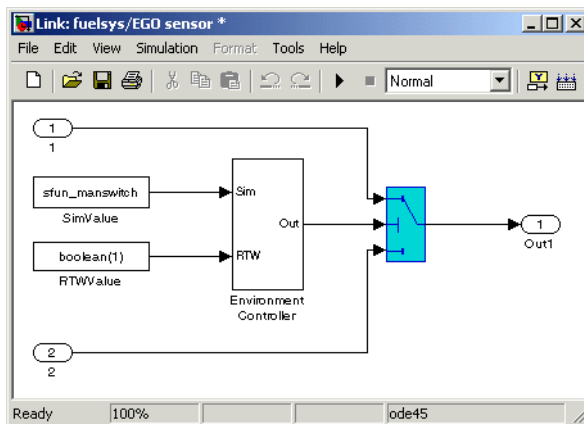 Link: fuelsys/EGO sensor *
File Edit View Simulation Format Tools Help
Normal
1
1
sfun_manswitch
SimValue
boolean(1)
RTWValue
Sim
Out
RTW
Environment
Controller
1
Out1
2
2
Ready 100% ode45